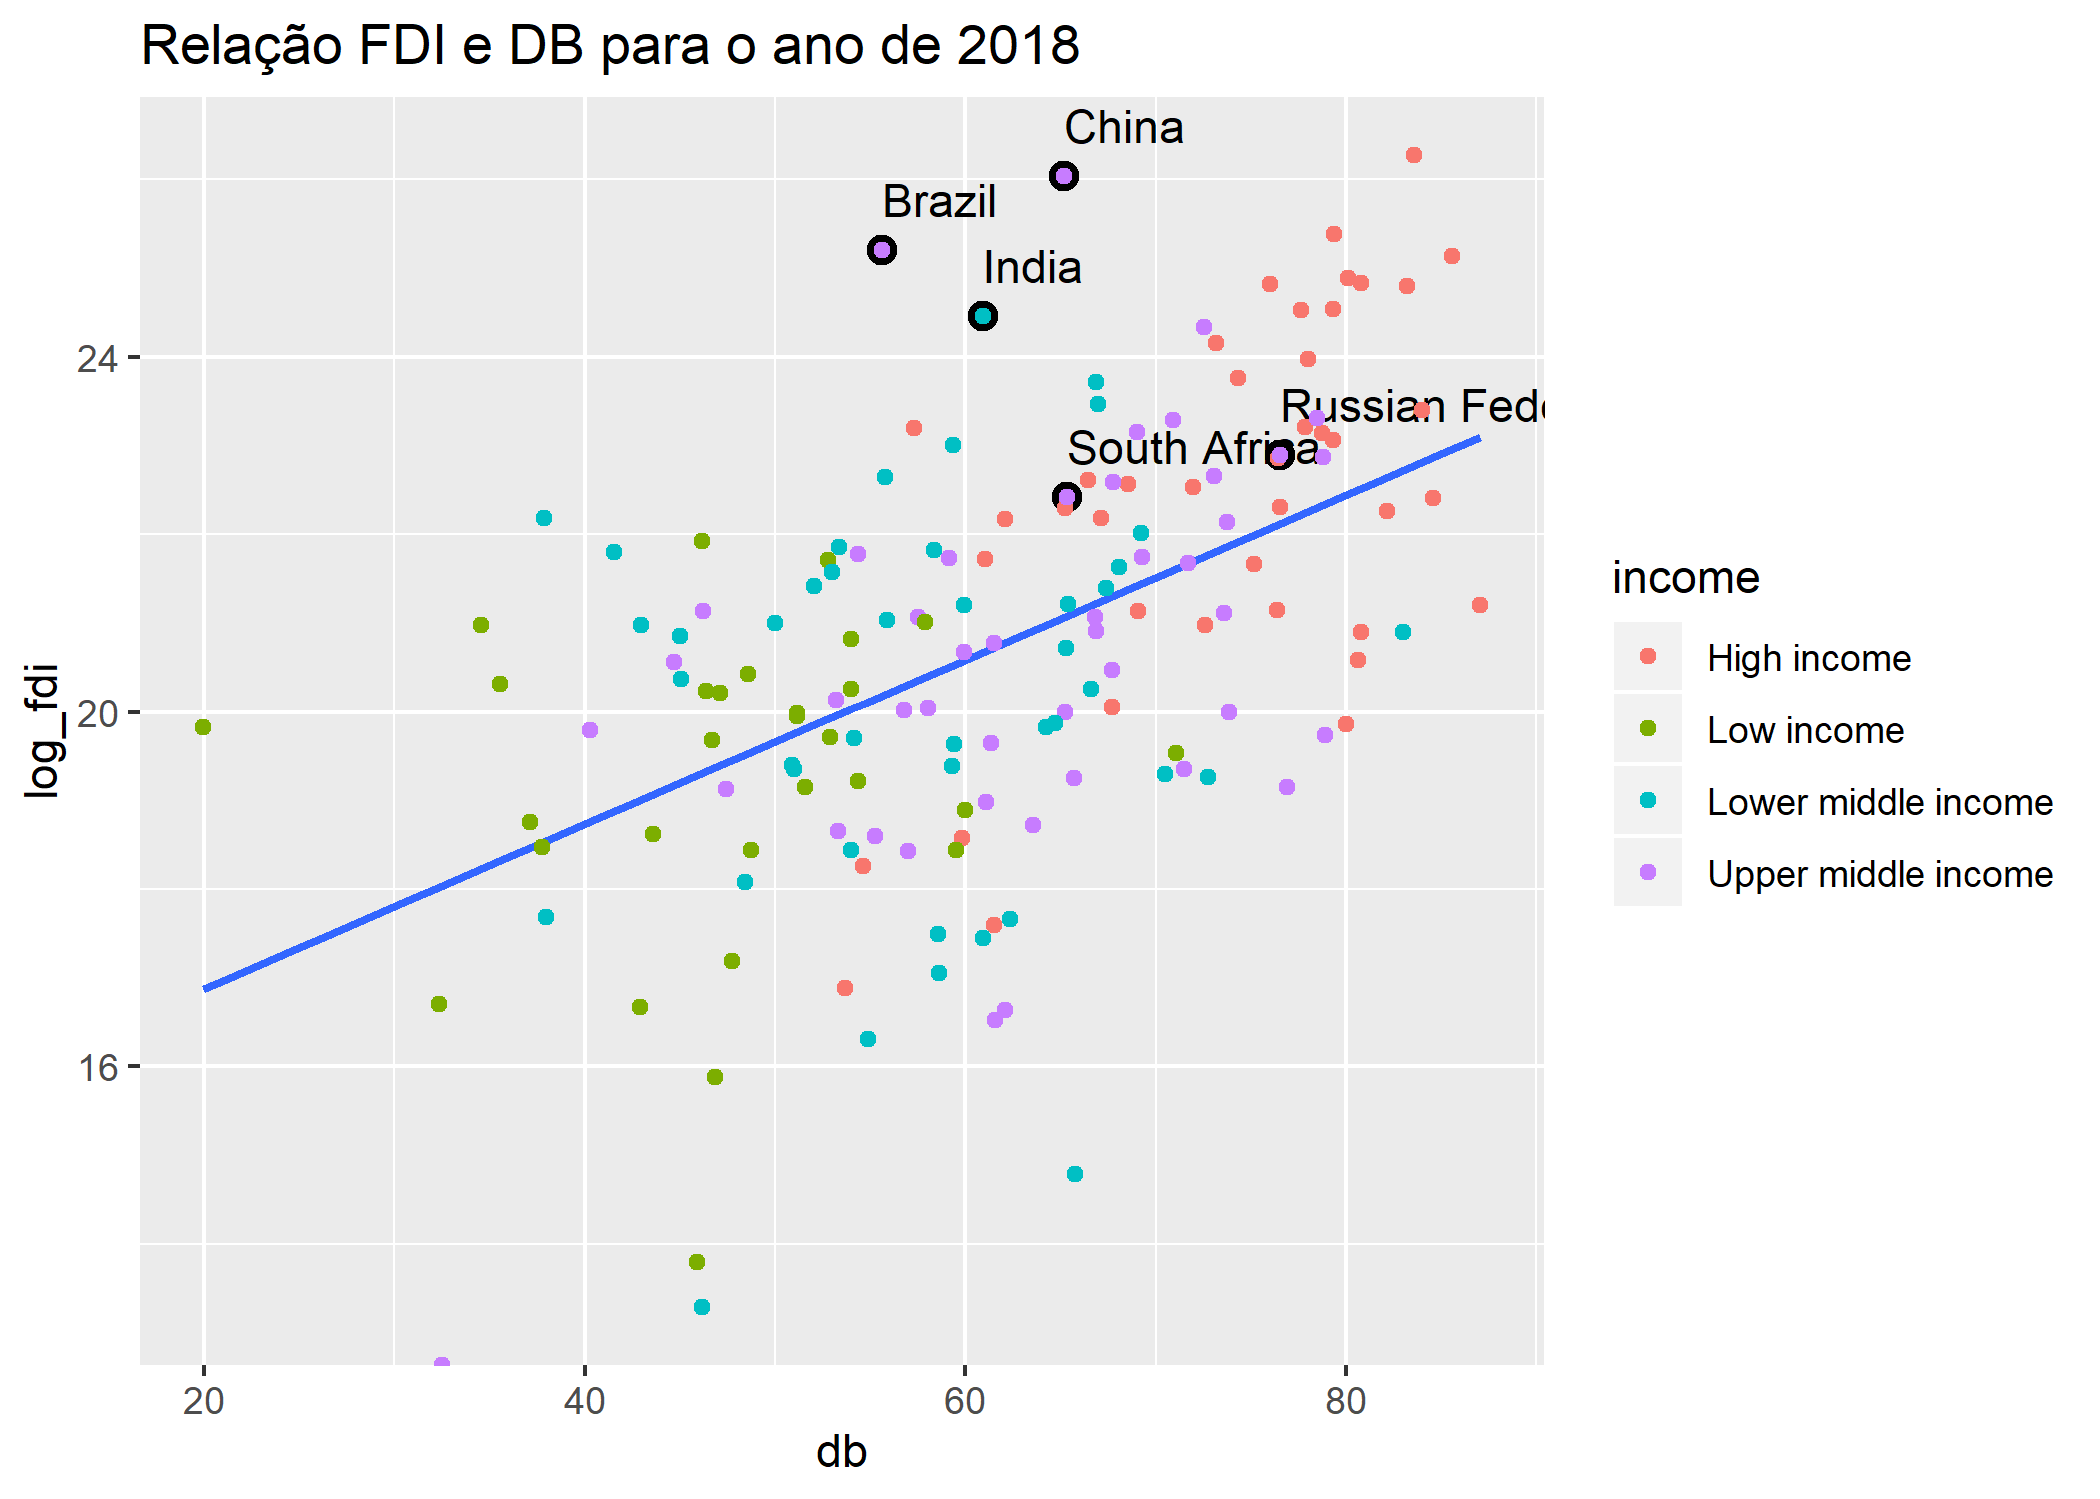 Relação FDI e DB para o ano de 2018
China
Brazil
India
Russian Fede
South Africa
24
20
16
log_fdi
20 40 60 80
db
income
High income
Low income
Lower middle income
Upper middle income